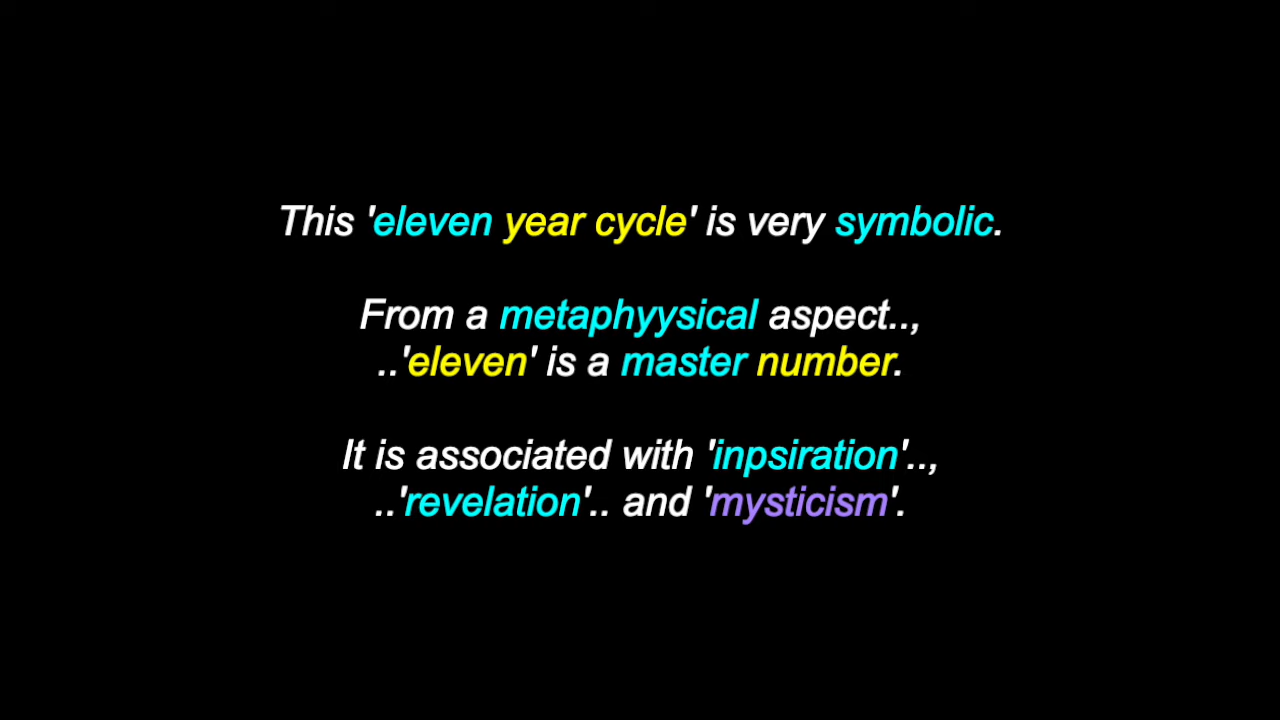 This 'eleven year cycle' is very symbolic.
From a metaphyysical aspect..,
..'eleven' is a master number.
It is associated with 'inpsiration'..,
..'revelation'.. and 'mysticism'.